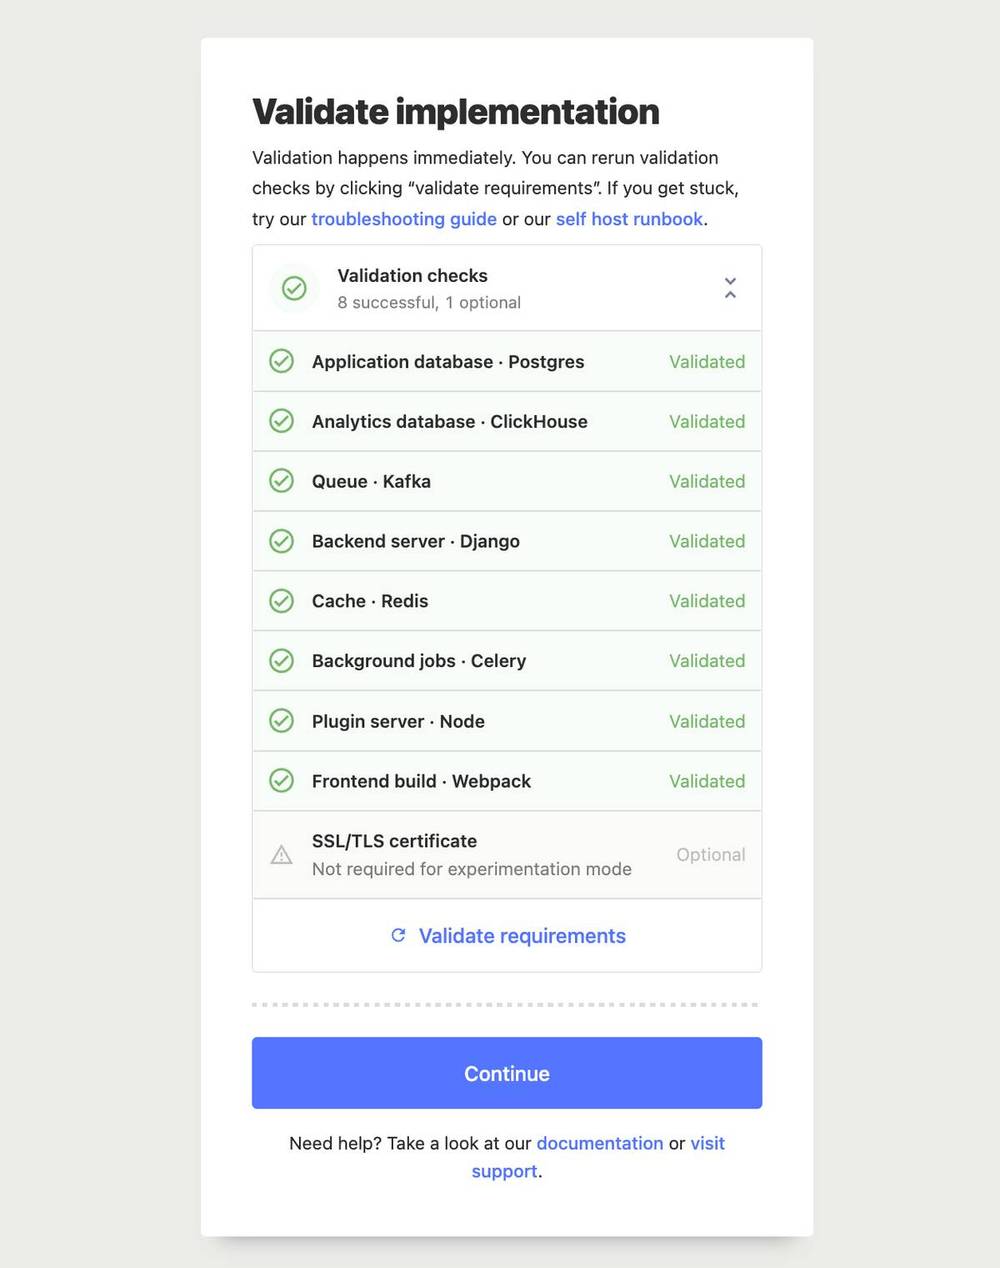 Validate implementation
Validation happens immediately. You can rerun validation
checks by clicking “validate requirements”. If you get stuck,
try our troubleshooting guide or our self host runbook.
Validation checks
8 successful, 1 optional
Application database · Postgres Validated
Analytics database · ClickHouse Validated
Queue · Kafka Validated
Backend server · Django Validated
Cache · Redis Validated
Background jobs · Celery Validated
Plugin server · Node Validated
Frontend build · Webpack Validated
SSL/TLS certificate
Not required for experimentation mode
Optional
Validate requirements
Continue
Need help? Take a look at our documentation or visit
support.